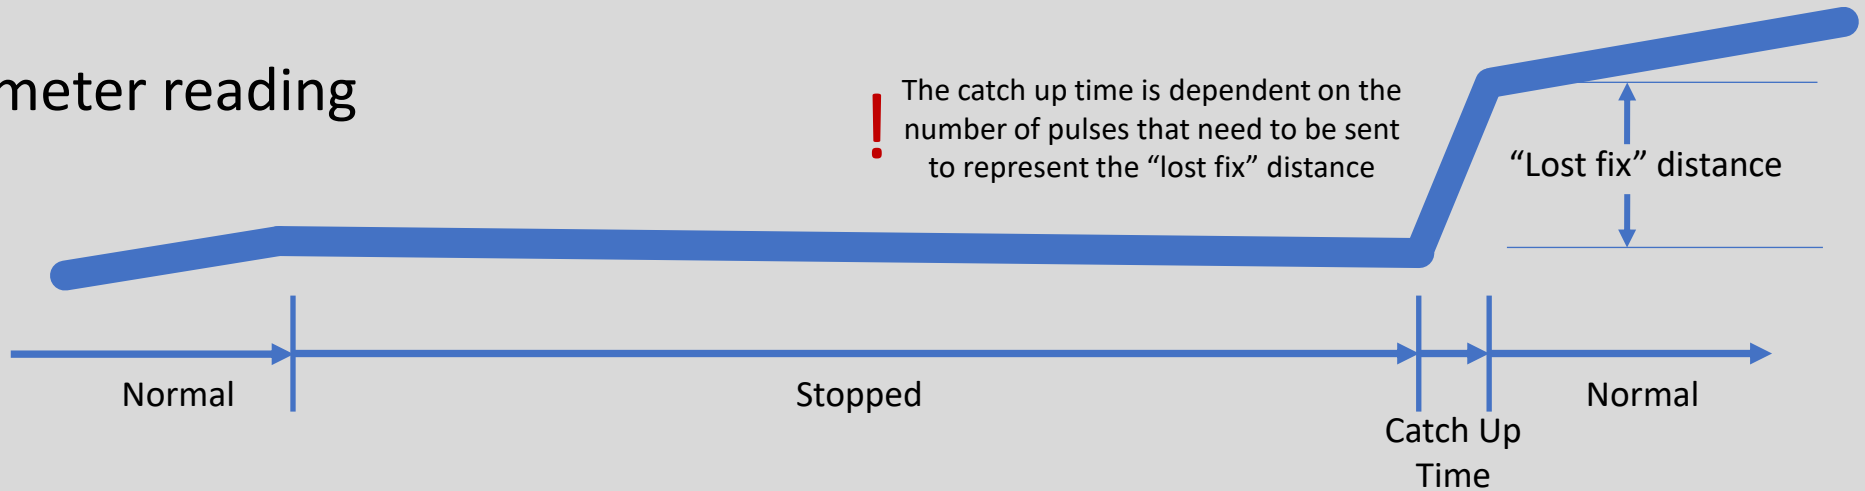 meter reading
!
The catch up time is dependent on the
number of pulses that need to be sent
to represent the “lost fix” distance
“Lost fix” distance
Normal
Stopped
Normal
Catch Up
Time